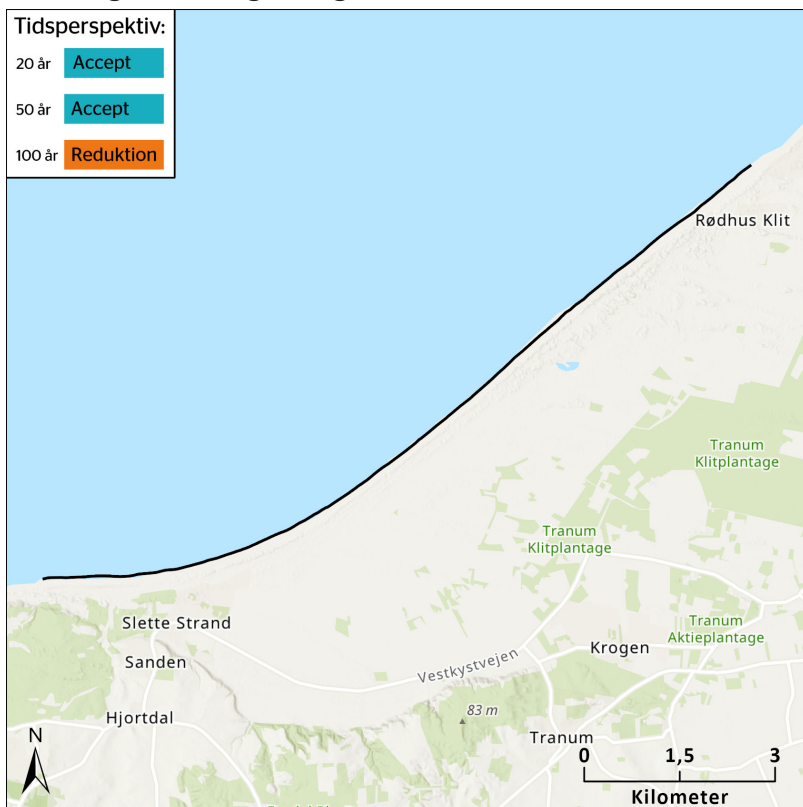 Tidsperspektiv:
20 år Accept
50 år Accept
100 år Reduktion
Rødhus Klit
Tranum
Klitplantage
Tranum
Klitplantage
Slette Strand
Tranum
Aktieplantage
Krogen
Sanden
Vestkystvejen
83 m
Hjortdal
Tranum
N
0 1,5 3
Kilometer